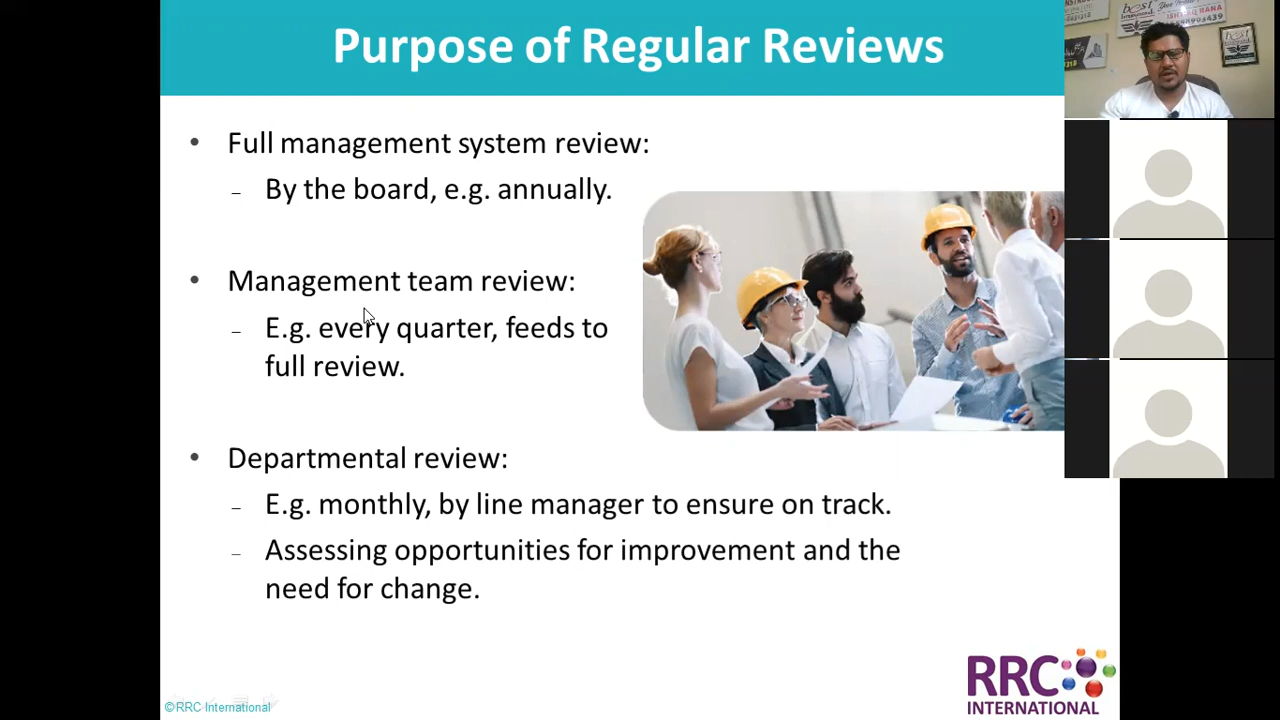 Purpose of Regular Reviews
• Full management system review:
– By the board, e.g. annually.
• Management team review:
– E.g. every quarter, feeds to
full review.
• Departmental review:
– E.g. monthly, by line manager to ensure on track.
– Assessing opportunities for improvement and the
need for change.
©RRC International
RRC
INTERNATIONAL
best
best